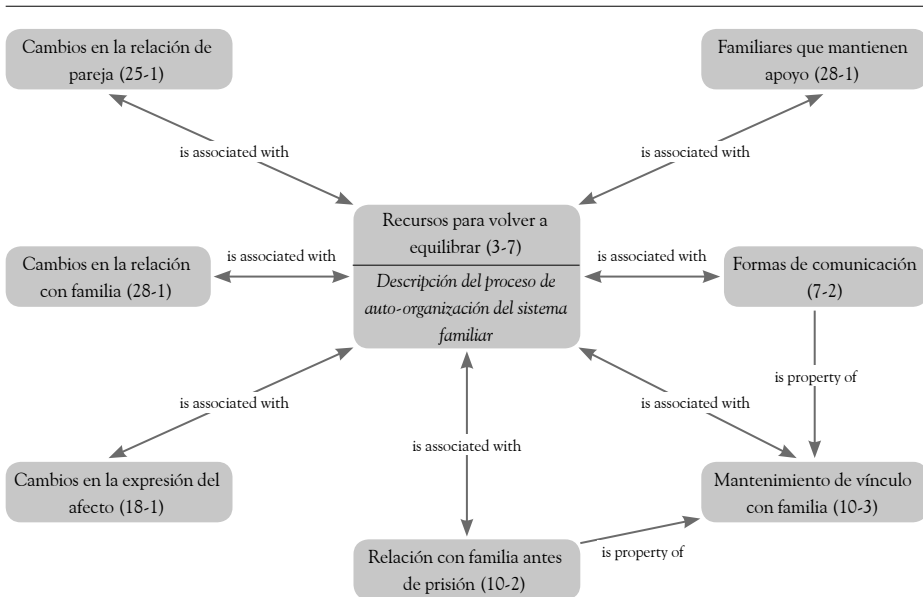 Cambios en la relación de
pareja (25-1)
Familiares que mantienen
apoyo (28-1)
is associated with
is associated with
Recursos para volver a
equilibrar (3-7)
Descripción del proceso de
auto-organización del sistema
familiar
Cambios en la relación
con familia (28-1)
is associated with
is associated with
Formas de comunicación
(7-2)
is property of
is associated with
is associated with
is associated with
Cambios en la expresión del
afecto (18-1)
Mantenimiento de vínculo
con familia (10-3)
Relación con familia antes
de prisión (10-2)
is property of